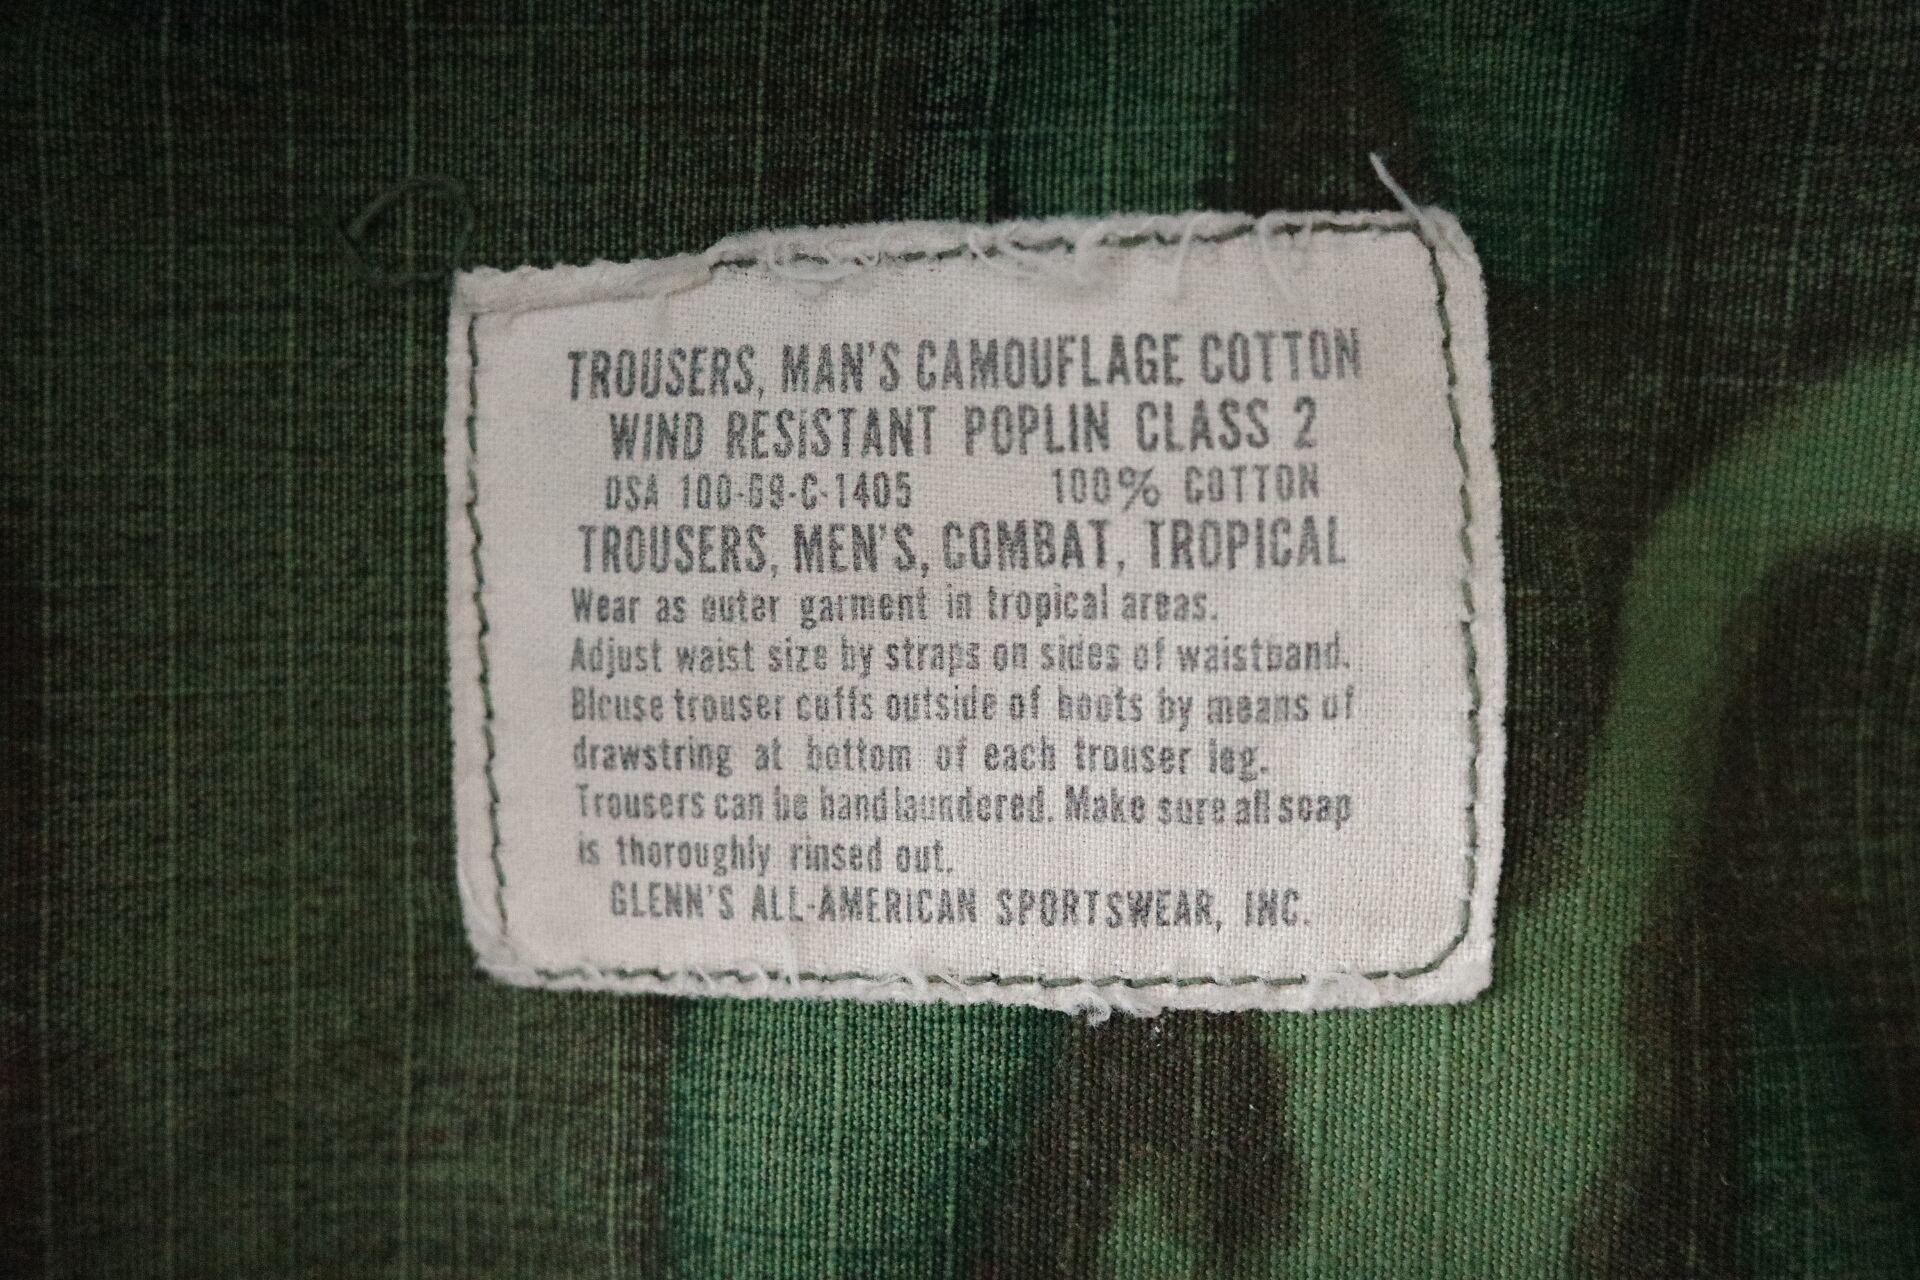 TROUSERS, MAN'S CAMOUFLAGE COTTON
WIND RESISTANT POPLIN CLASS 2
DSA 100-69-C-1405 100% COTTON
TROUSERS, MEN'S, COMBAT, TROPICAL
Wear as outer garment in tropical areas.
Adjust waist size by straps on sides of waistband.
Blouse trouser cuffs outside of boots by means of
drawstring at bottom of each trouser leg.
Trousers can be hand laundered. Make sure all soap
is thoroughly rinsed out.
GLENN'S ALL-AMERICAN SPORTSWEAR, INC.